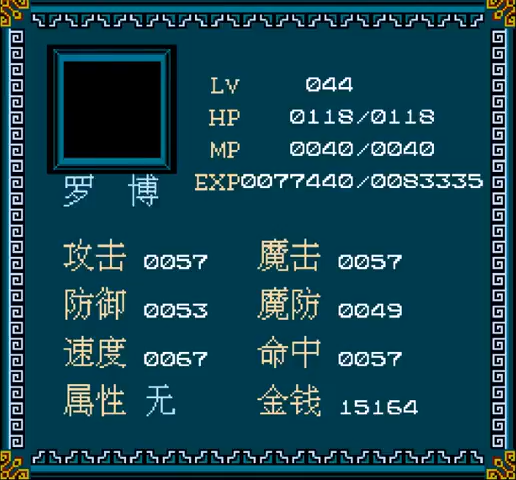 Lv 044
HP 0118/0118
MP 0040/0040
EXP0077440/0083335
罗 博
攻击 0057 魔击 0057
防御 0053 魔防 0049
速度 0067 命中 0057
属性 无 金钱 15164